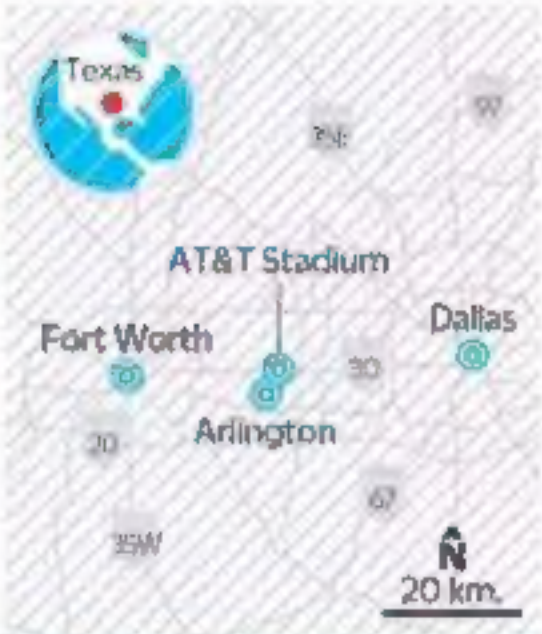 Texas
AT&T Stadium
Fort Worth
Dallas
30
Arlington
20
67
35W
N
20 km.